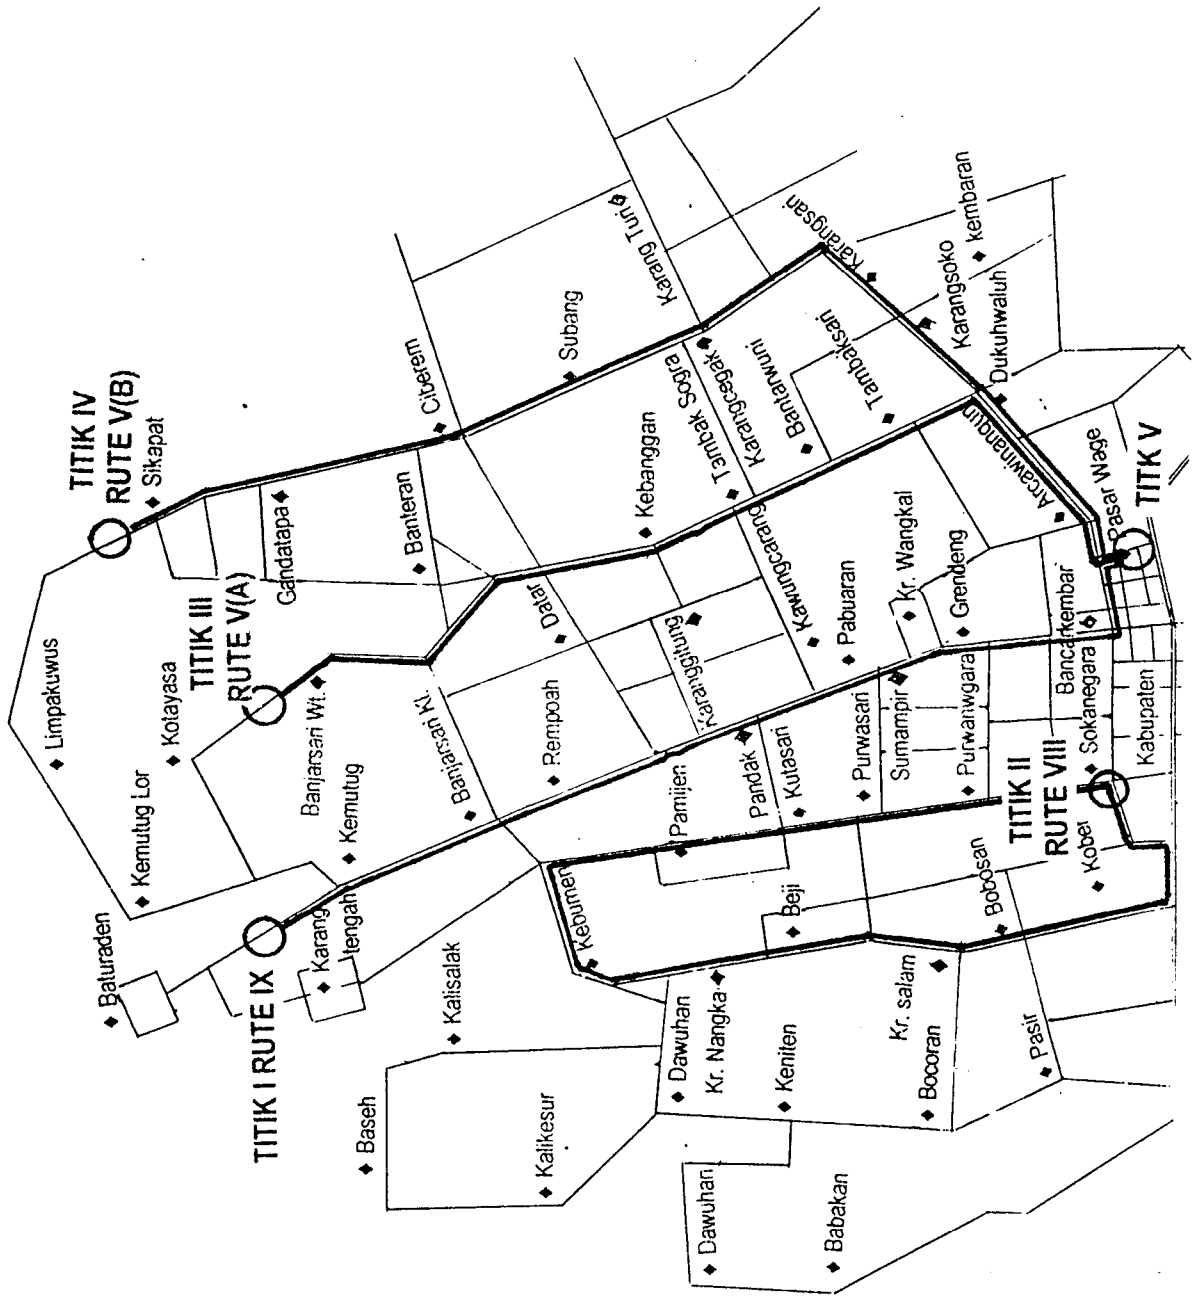 TITIK IV
RUTE V(B)
Sikapat
TITIK III
RUTE V(A)
Gandatapa
Limpakuwus
Kotayasa
Kemutug Lor
Banjarsari Wt.
Kemutug
Baturaden
TITIK I RUTE IX
Karang
tengah
Ciberem
Subang
Karang Turi
Banteran
Kebanggan
Tambak Sogra
Karangcegak
Bantarwuni
Tambaksari
Karangsari
Karangsoko
kembaran
Dukuhwaluh
Datar
Banjarsari Kl.
Rempoah
Karanggitung
Kawungcarang
Pabuaran
Kr. Wangkal
Grendeng
Arcawinangun
Pasar Wage
TITK V
Pamijen
Pandak
Kutasari
Purwasari
Sumampir
Purwanwgara
Bancarkembar
Sokanegara
Kabupaten
TITIK II
RUTE VIII
Kober
Kebumen
Beji
Bobosan
Kalisalak
Baseh
Kalikesur
Dawuhan
Kr. Nangka
Keniten
Kr. salam
Bocoran
Pasir
Dawuhan
Babakan